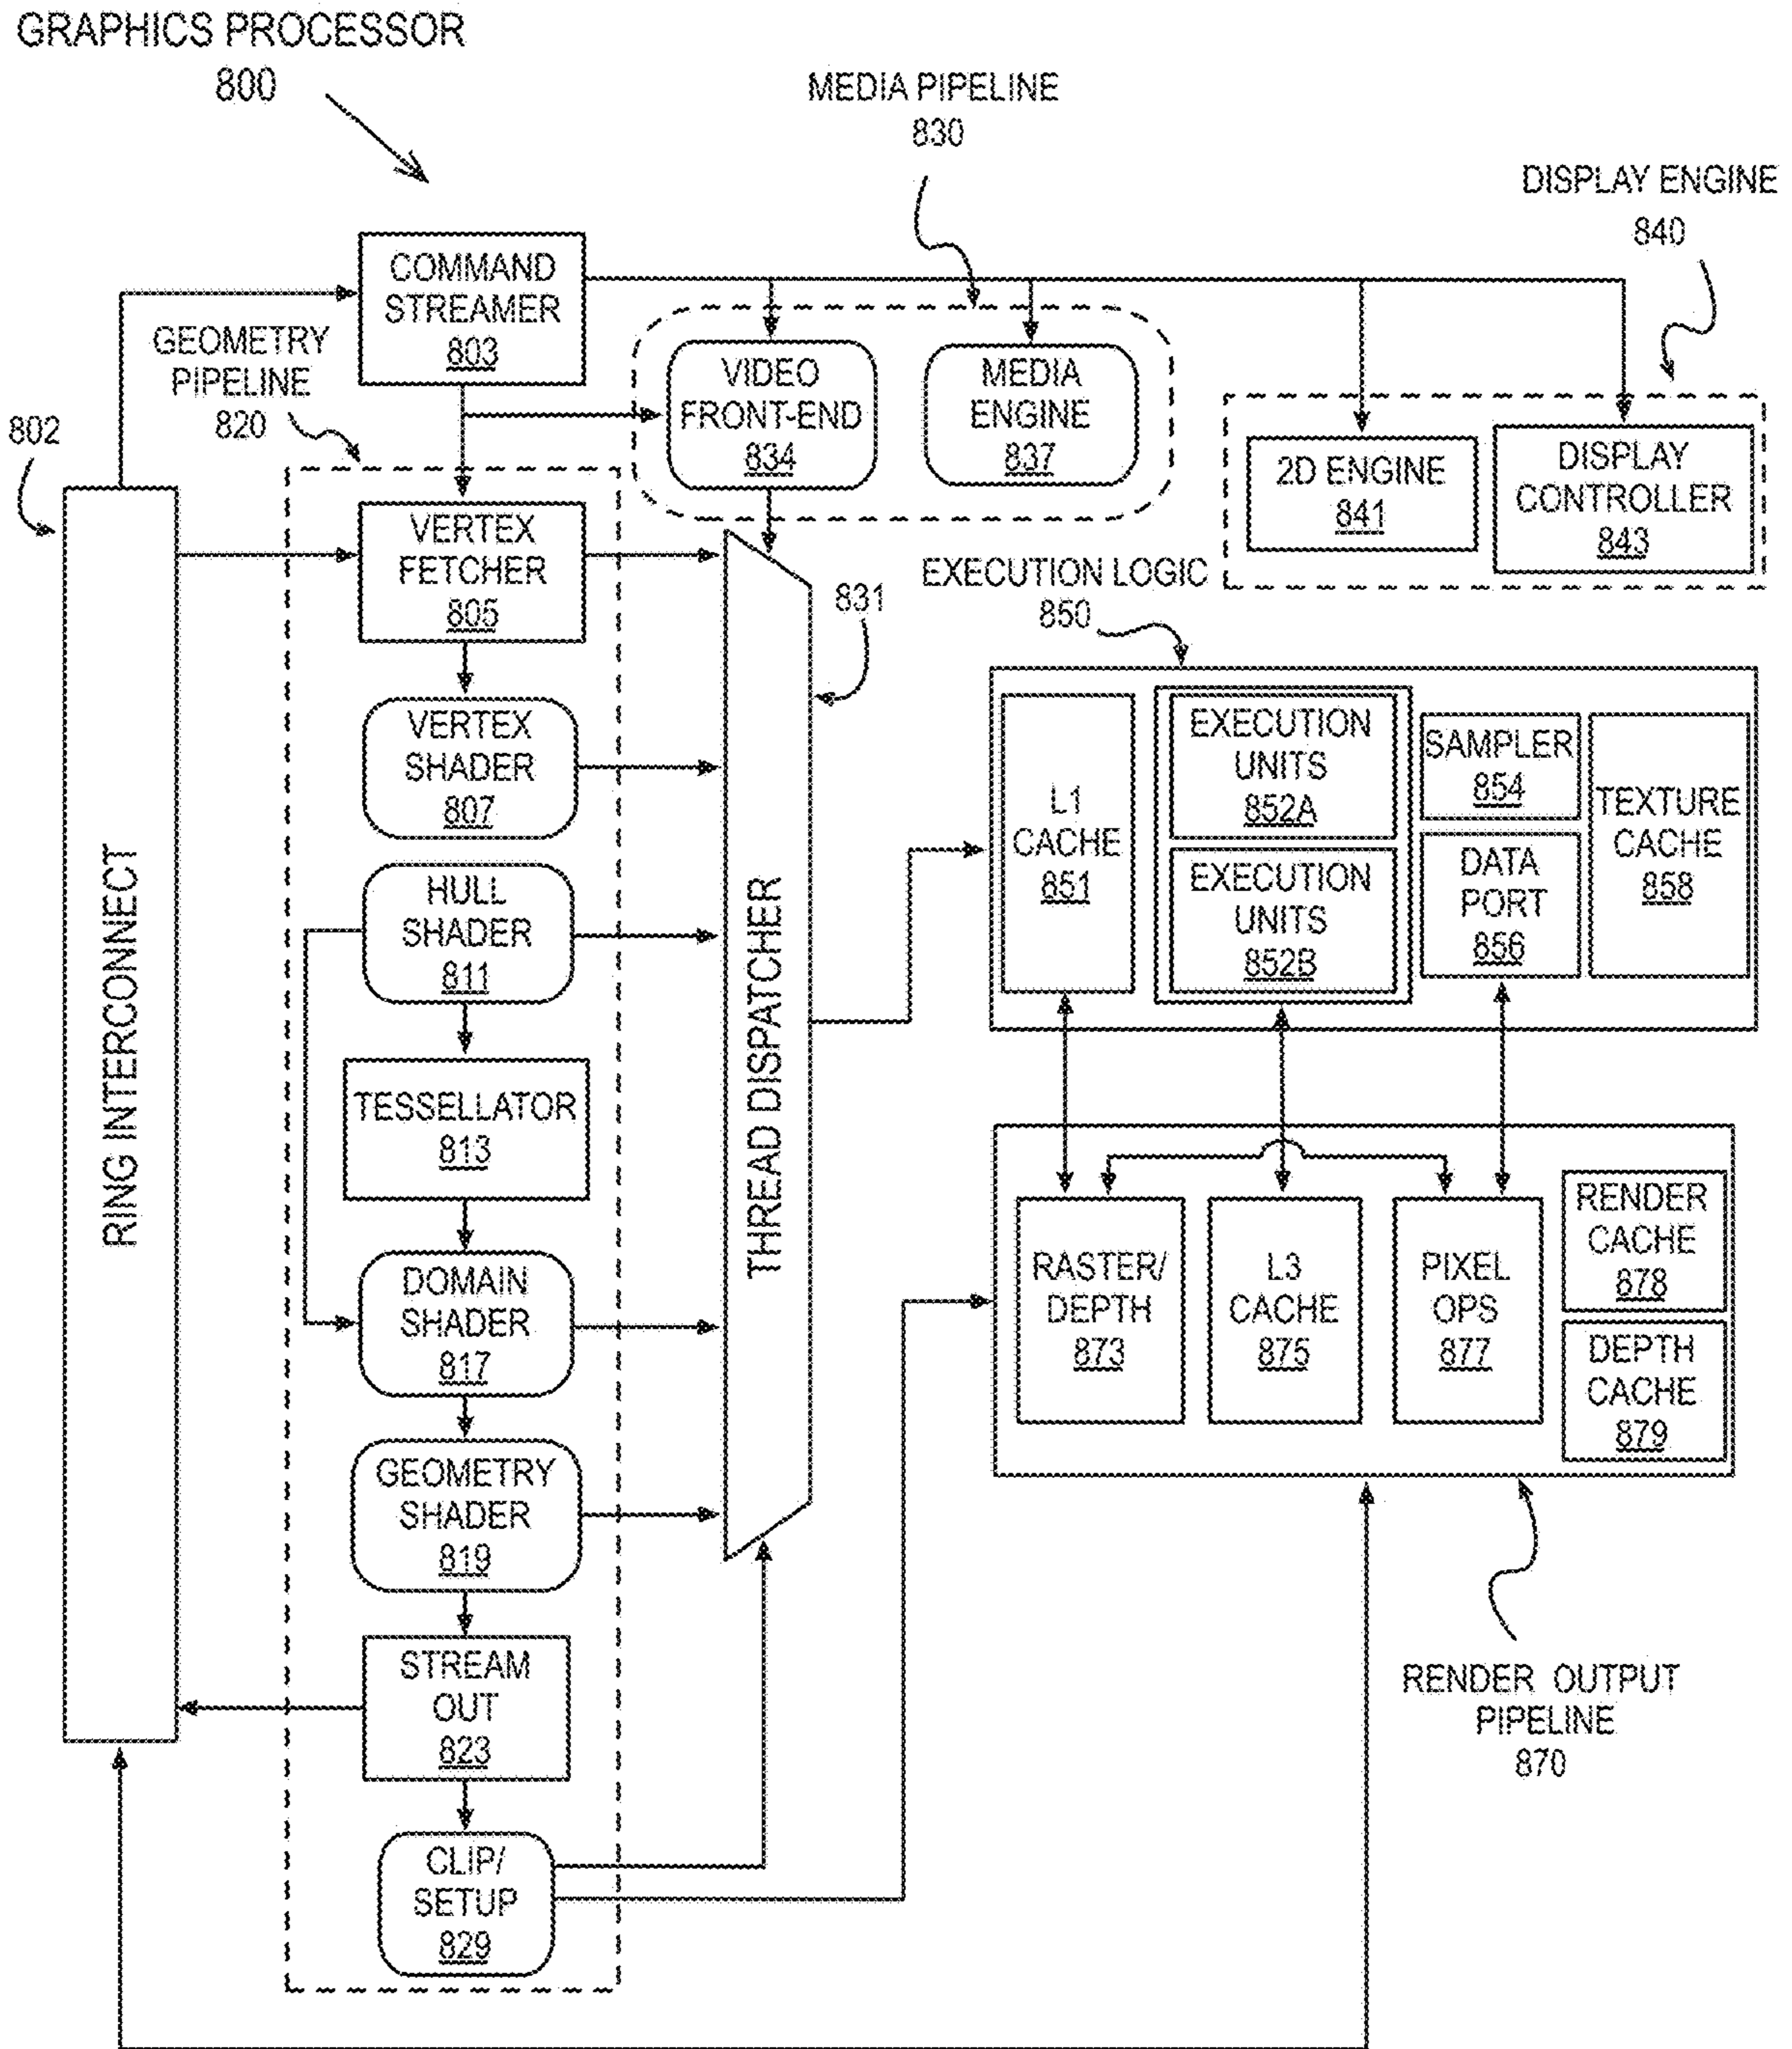 GRAPHICS PROCESSOR
800
MEDIA PIPELINE
830
DISPLAY ENGINE
840
COMMAND
STREAMER
803
GEOMETRY
PIPELINE
820
802
VIDEO
FRONT-END
834
MEDIA
ENGINE
837
2D ENGINE
841
DISPLAY
CONTROLLER
843
RING INTERCONNECT
VERTEX
FETCHER
805
VERTEX
SHADER
807
HULL
SHADER
811
TESSELLATOR
813
DOMAIN
SHADER
817
GEOMETRY
SHADER
819
STREAM
OUT
823
CLIP/
SETUP
829
THREAD DISPATCHER
831
EXECUTION LOGIC
850
L1
CACHE
851
EXECUTION
UNITS
852A
EXECUTION
UNITS
852B
SAMPLER
854
DATA
PORT
856
TEXTURE
CACHE
858
RASTER/
DEPTH
873
L3
CACHE
875
PIXEL
OPS
877
RENDER
CACHE
878
DEPTH
CACHE
879
RENDER OUTPUT
PIPELINE
870